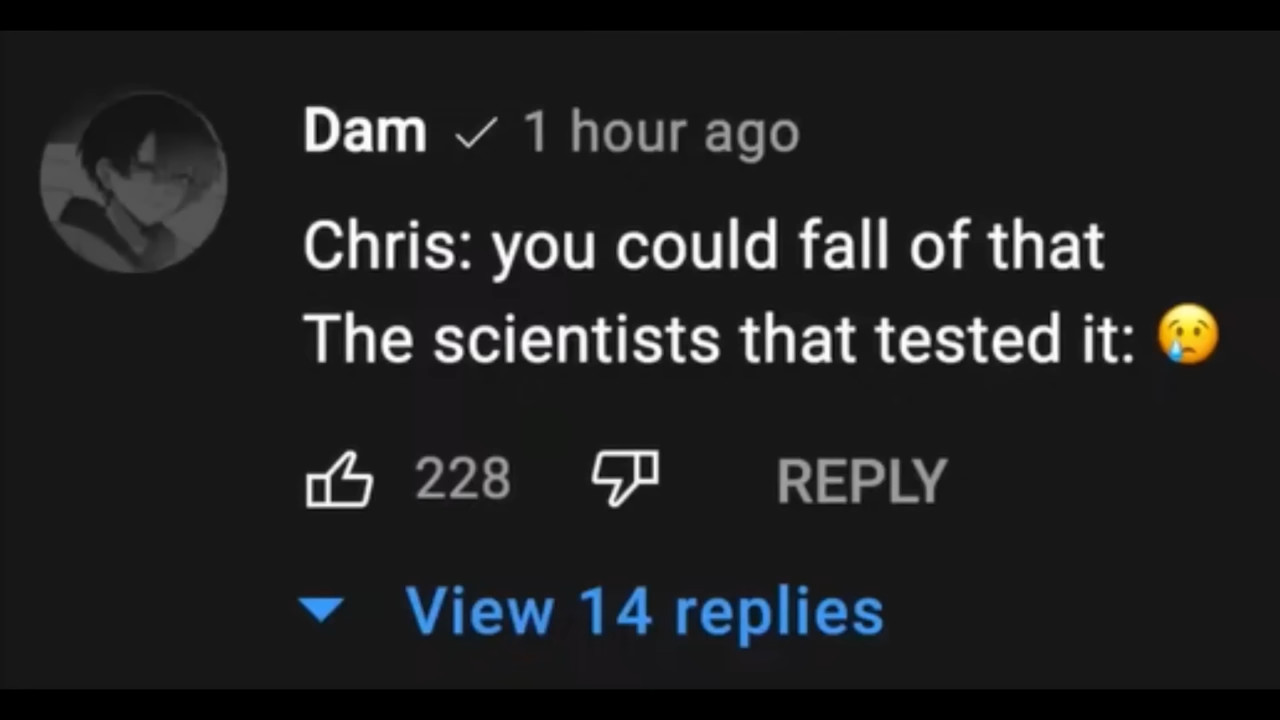 Dam ✓ 1 hour ago
Chris: you could fall of that
The scientists that tested it: 😢
228 REPLY
View 14 replies